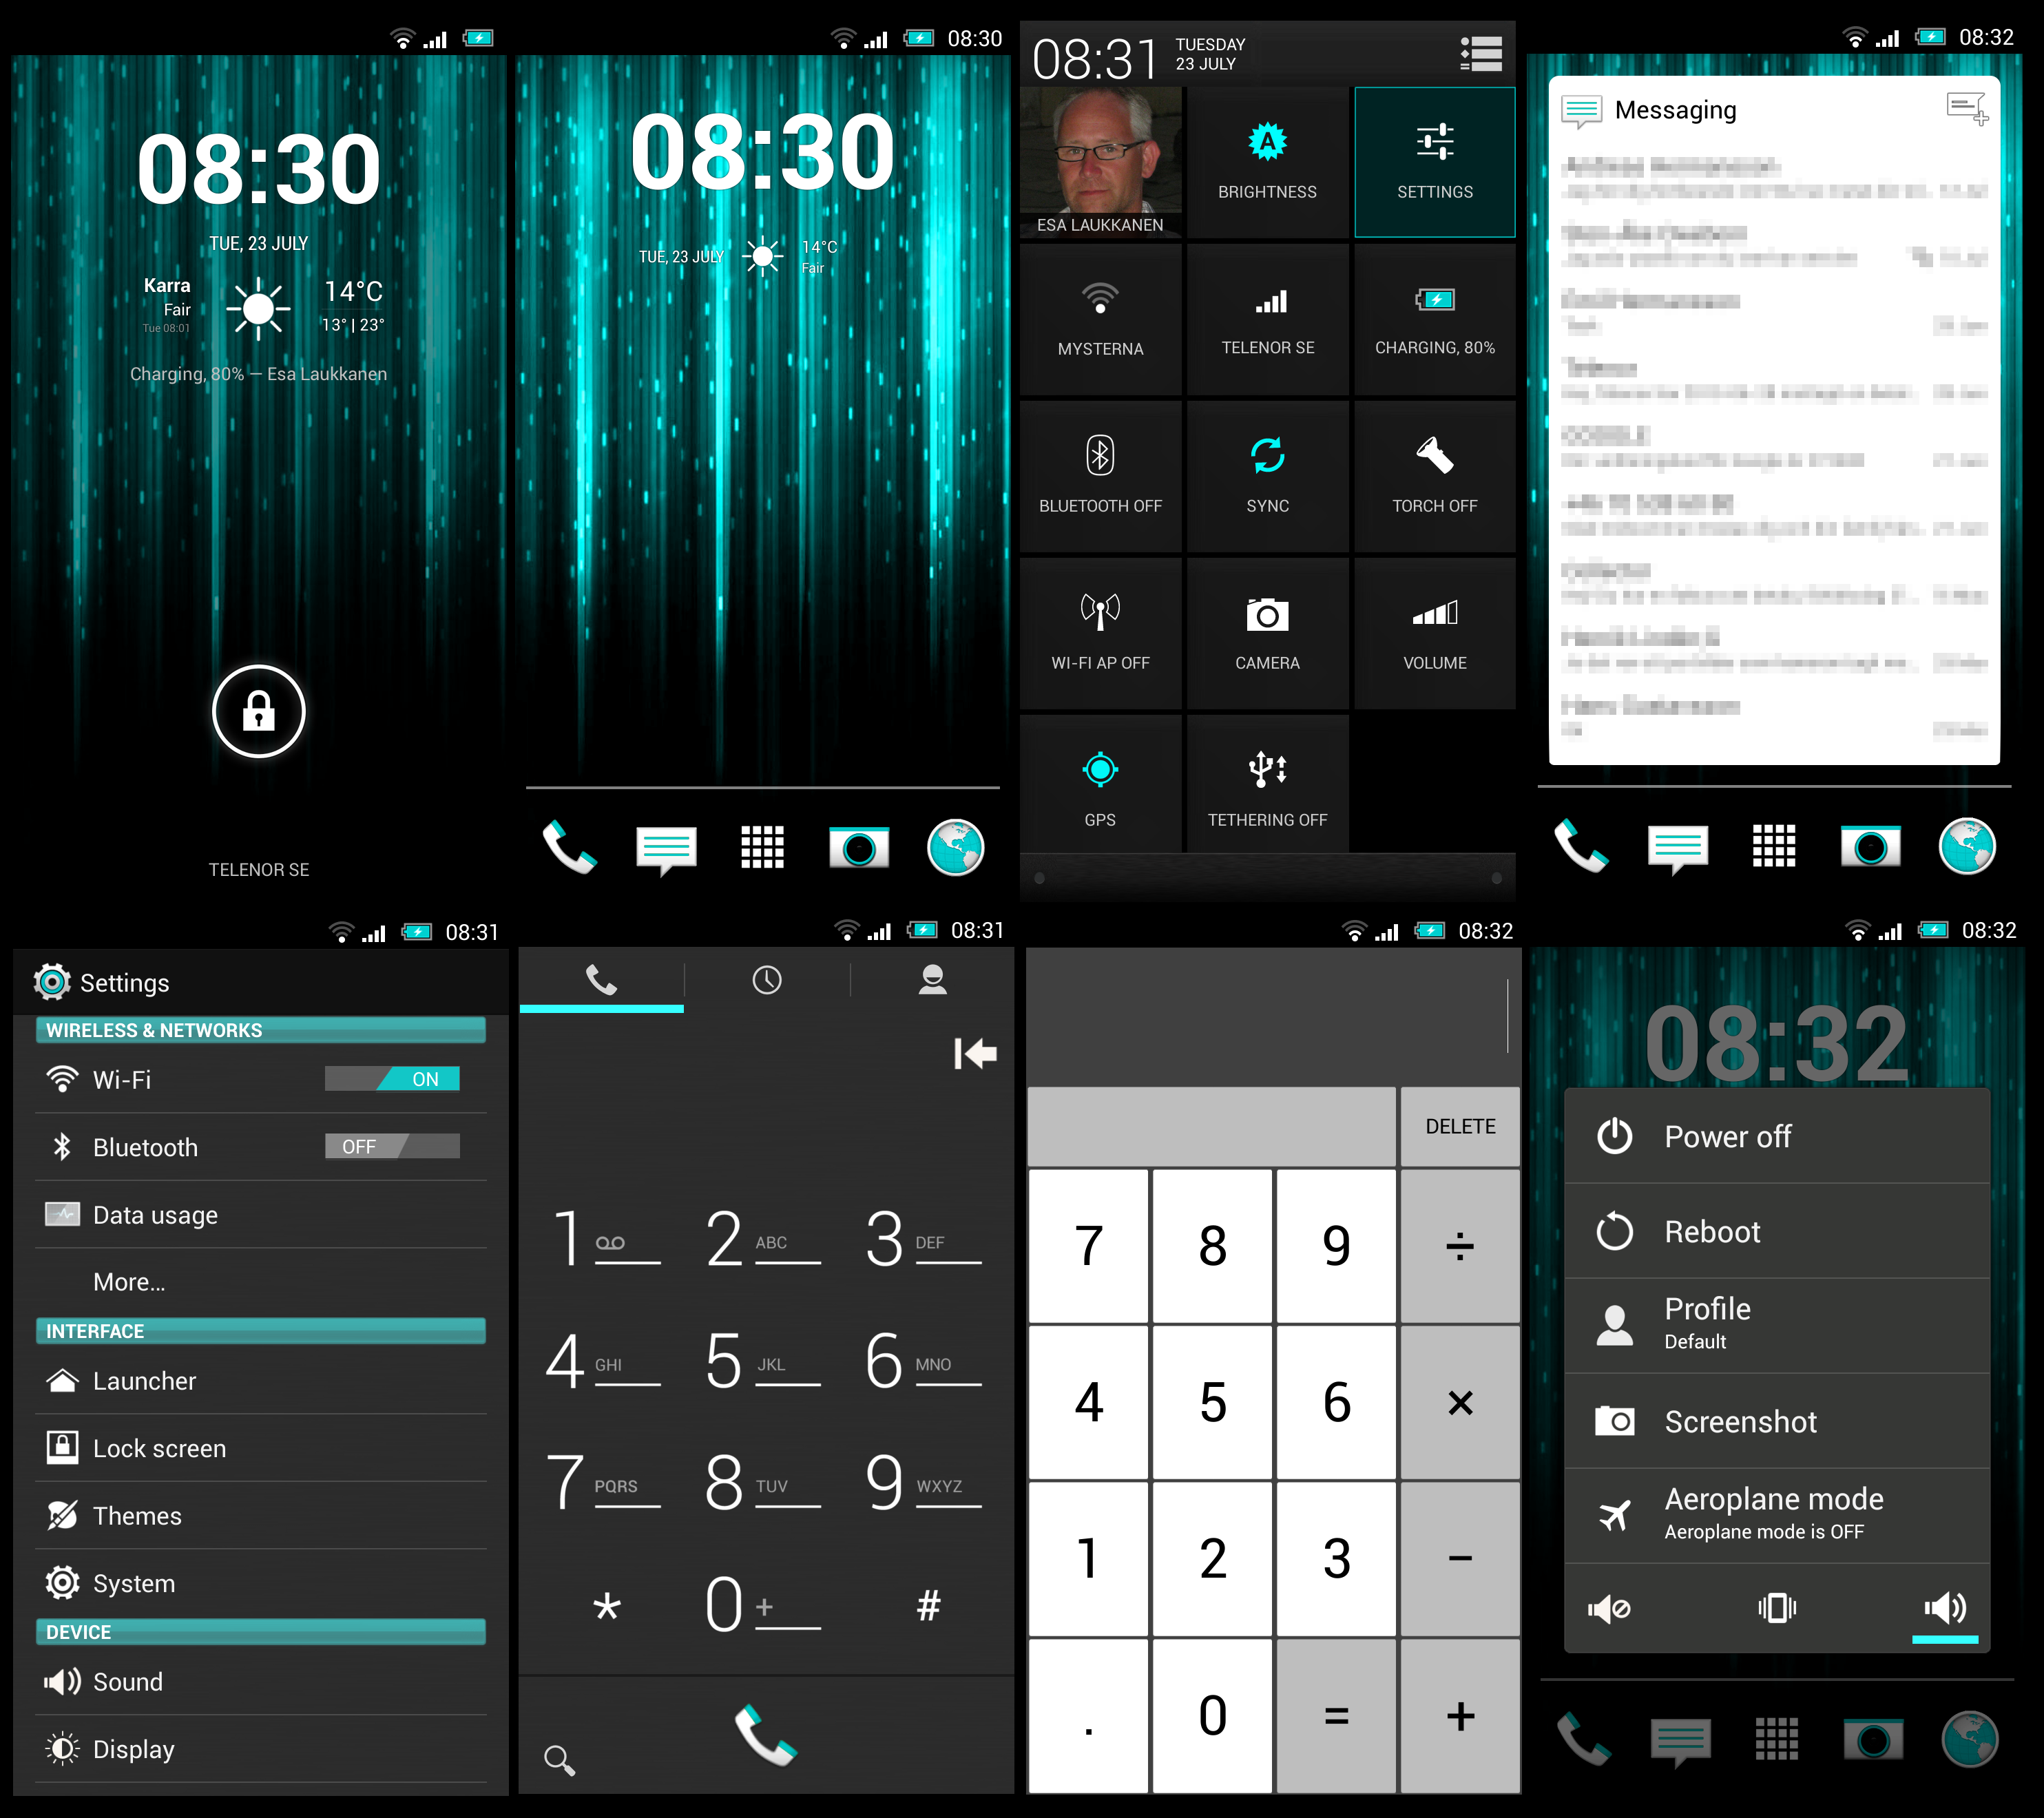 08:30
TUE, 23 JULY
Karra
Fair
Tue 08:01
14°C
13° | 23°
Charging, 80% — Esa Laukkanen
TELENOR SE
08:30
08:30
TUE, 23 JULY
14°C
Fair
08:31
TUESDAY
23 JULY
ESA LAUKKANEN
A
BRIGHTNESS
SETTINGS
MYSTERNA
TELENOR SE
CHARGING, 80%
BLUETOOTH OFF
SYNC
TORCH OFF
WI-FI AP OFF
CAMERA
VOLUME
GPS
TETHERING OFF
08:32
Messaging
08:31
Settings
WIRELESS & NETWORKS
Wi-Fi
ON
Bluetooth
OFF
Data usage
More...
INTERFACE
Launcher
Lock screen
Themes
System
DEVICE
Sound
Display
08:31
1
2 ABC
3 DEF
4 GHI
5 JKL
6 MNO
7 PQRS
8 TUV
9 WXYZ
*
0 +
#
08:32
DELETE
7 8 9 ÷
4 5 6 ×
1 2 3 −
. 0 = +
08:32
08:32
Power off
Reboot
Profile
Default
Screenshot
Aeroplane mode
Aeroplane mode is OFF